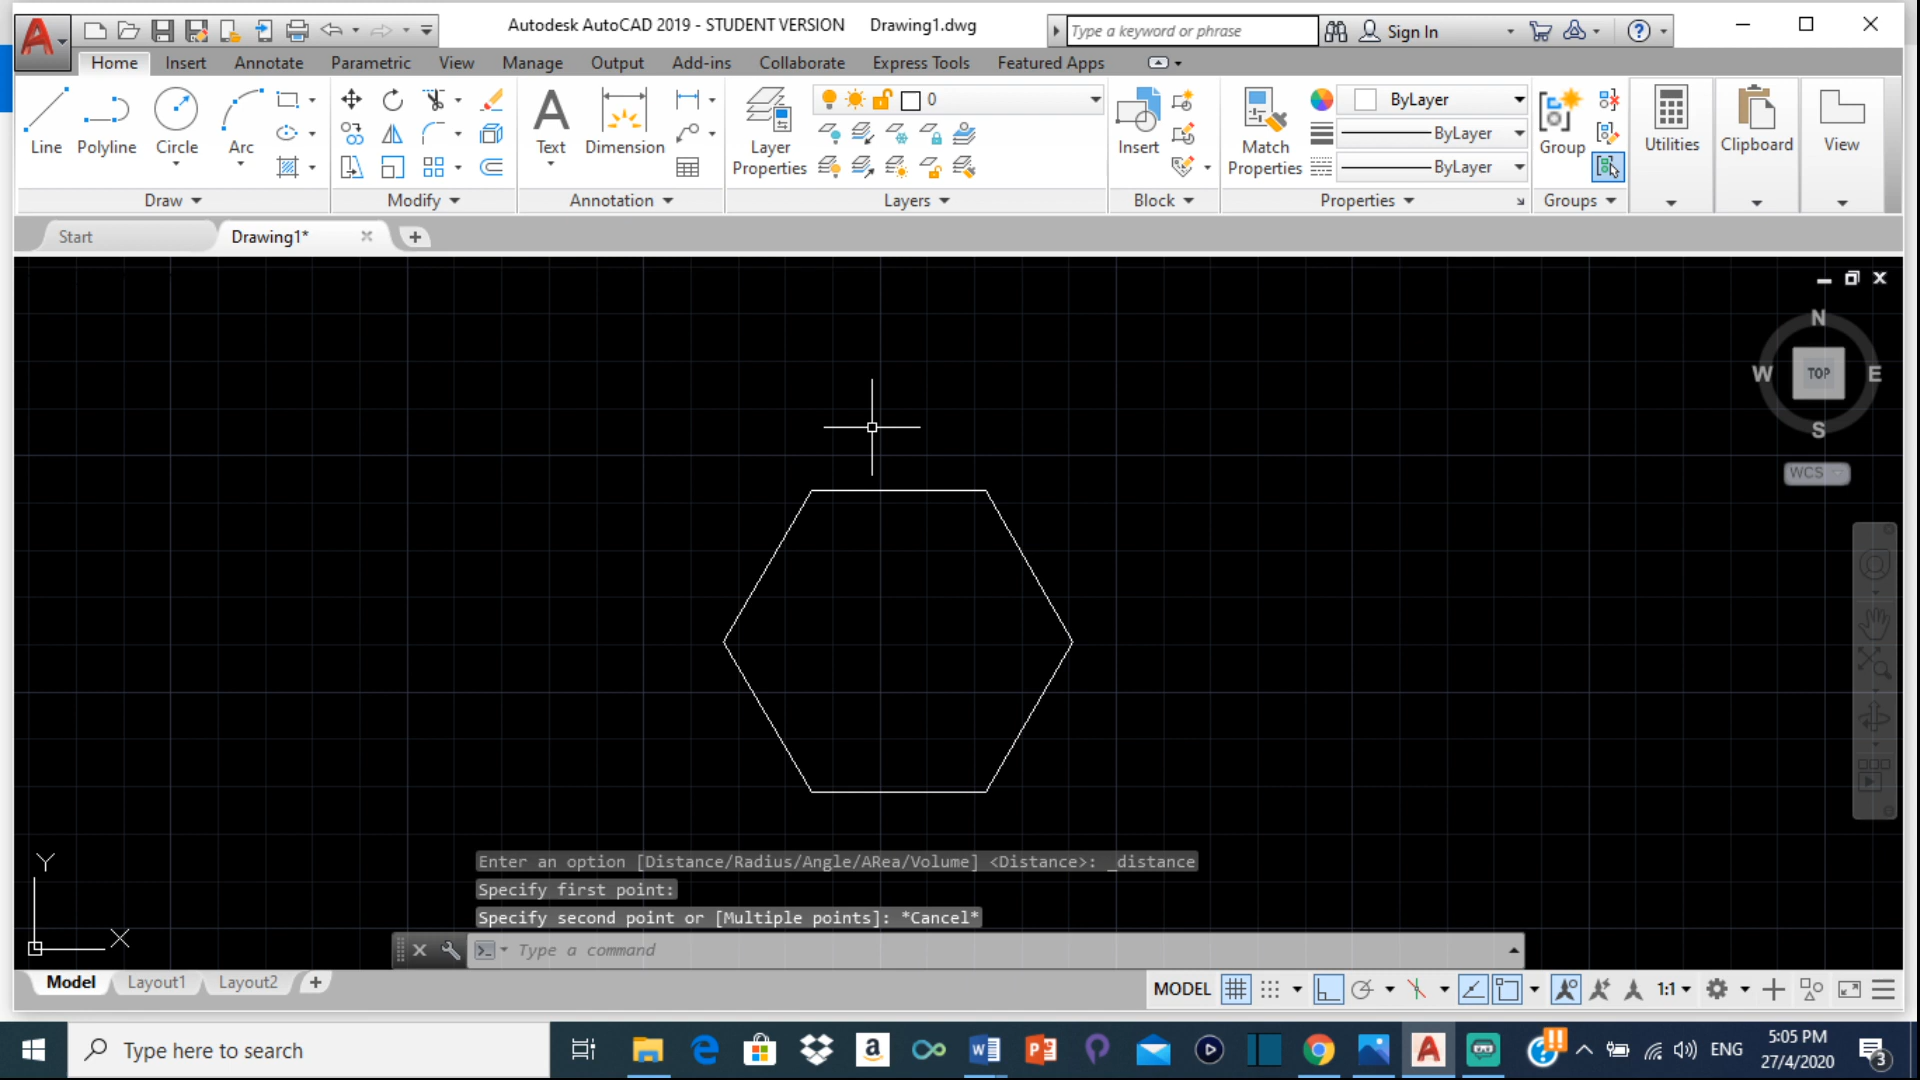 Autodesk AutoCAD 2019 - STUDENT VERSION Drawing1.dwg
Type a keyword or phrase
Sign In
Home Insert Annotate Parametric View Manage Output Add-ins Collaborate Express Tools Featured Apps
Line Polyline Circle Arc
Draw
Modify
Text Dimension
Annotation
Layer Properties
0
Layers
Insert
Block
Match Properties
ByLayer
ByLayer
ByLayer
Properties
Group
Groups
Utilities
Clipboard
View
Start Drawing1*
N
W TOP E
S
WCS
Y
X
Enter an option [Distance/Radius/Angle/ARea/Volume] <Distance>: _distance
Specify first point:
Specify second point or [Multiple points]: *Cancel*
Type a command
Model Layout1 Layout2
MODEL 1:1
Type here to search
ENG
5:05 PM
27/4/2020
3